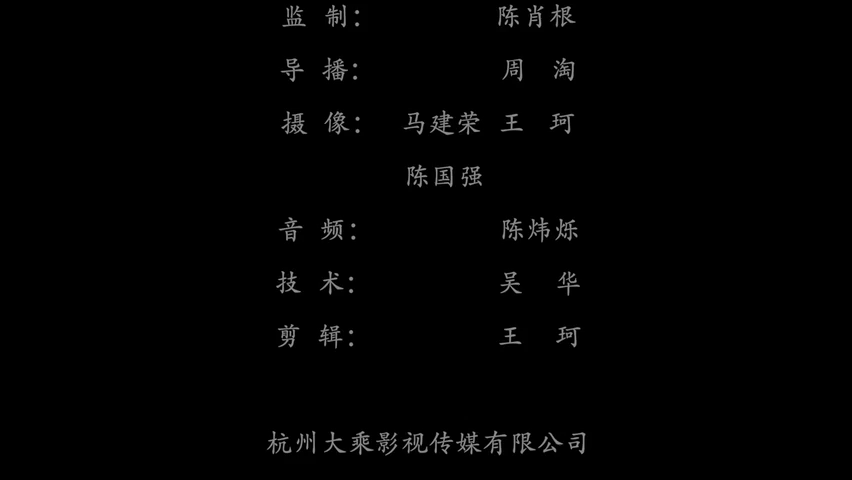 监 制： 陈肖根
导 播： 周 淘
摄 像： 马建荣 王 珂
陈国强
音 频： 陈炜烁
技 术： 吴 华
剪 辑： 王 珂
杭州大乘影视传媒有限公司